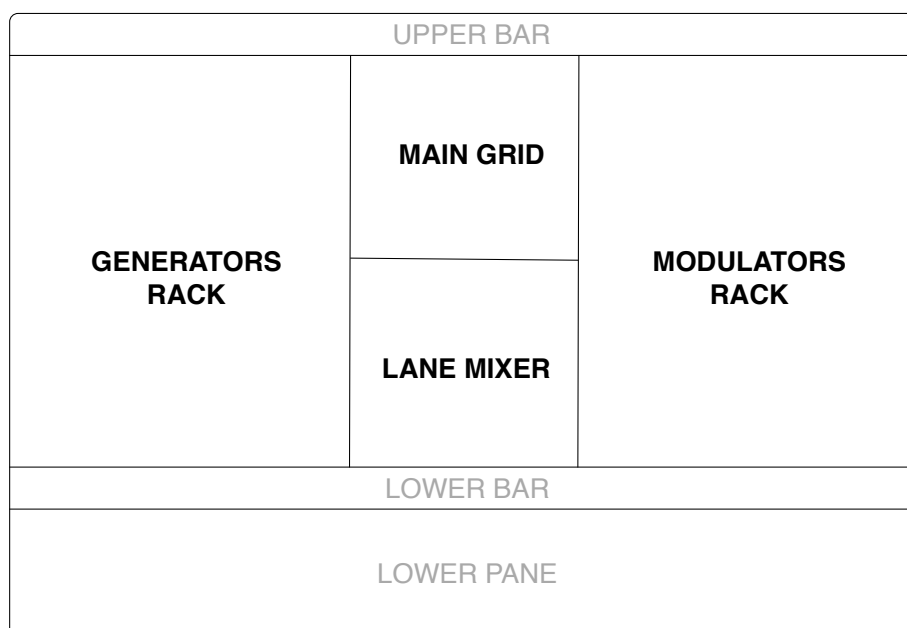 UPPER BAR
MAIN GRID
GENERATORS
RACK
MODULATORS
RACK
LANE MIXER
LOWER BAR
LOWER PANE